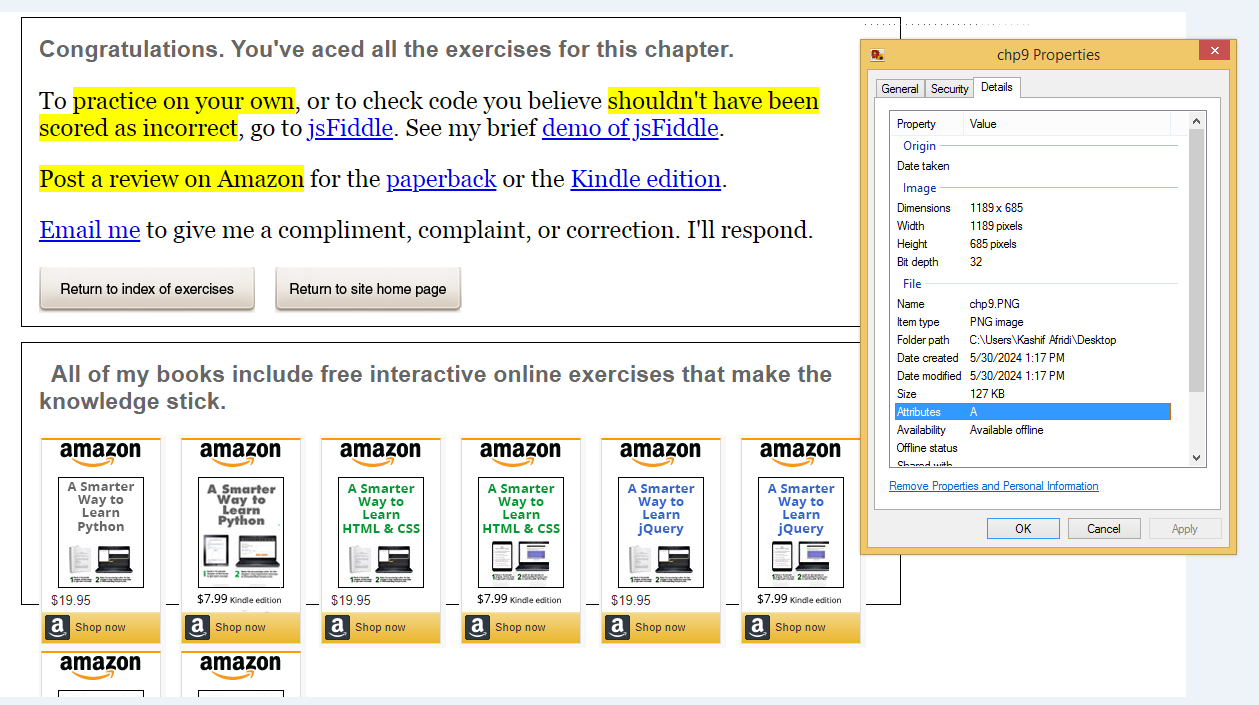 Congratulations. You've aced all the exercises for this chapter.
To practice on your own, or to check code you believe shouldn't have been
scored as incorrect, go to jsFiddle. See my brief demo of jsFiddle.
Post a review on Amazon for the paperback or the Kindle edition.
Email me to give me a compliment, complaint, or correction. I'll respond.
Return to index of exercises
Return to site home page
All of my books include free interactive online exercises that make the
knowledge stick.
amazon
A Smarter
Way to
Learn
Python
$19.95
a Shop now
amazon
A Smarter
Way to
Learn
Python
$7.99 Kindle edition
a Shop now
amazon
A Smarter
Way to
Learn
HTML & CSS
$19.95
a Shop now
amazon
A Smarter
Way to
Learn
HTML & CSS
$7.99 Kindle edition
a Shop now
amazon
A Smarter
Way to
Learn
jQuery
$19.95
a Shop now
amazon
A Smarter
Way to
Learn
jQuery
$7.99 Kindle edition
a Shop now
amazon
amazon
chp9 Properties
General Security Details
Property Value
Origin
Date taken
Image
Dimensions 1189 x 685
Width 1189 pixels
Height 685 pixels
Bit depth 32
File
Name chp9.PNG
Item type PNG image
Folder path C:\Users\Kashif Afridi\Desktop
Date created 5/30/2024 1:17 PM
Date modified 5/30/2024 1:17 PM
Size 127 KB
Attributes A
Availability Available offline
Offline status
Shared with
Remove Properties and Personal Information
OK
Cancel
Apply